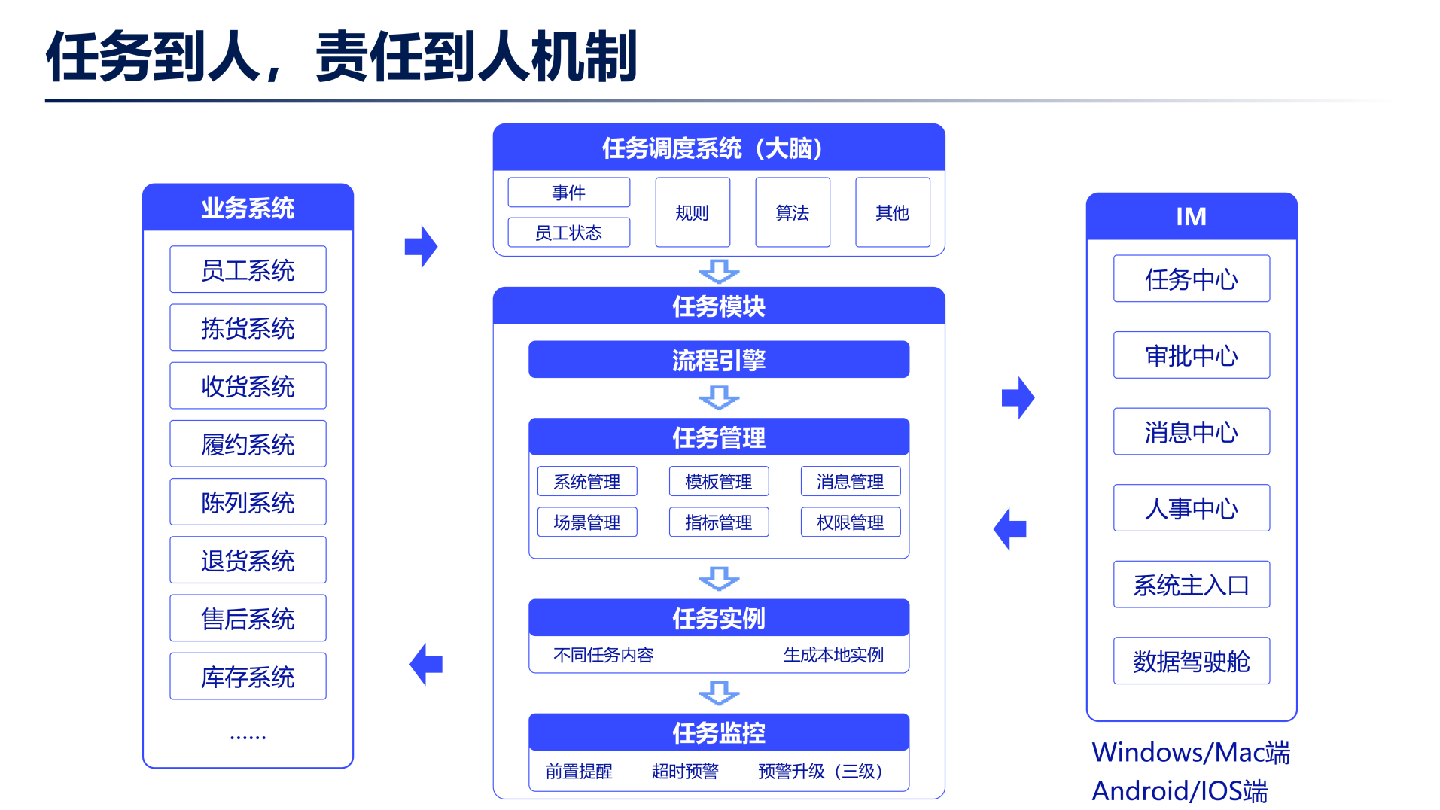 任务到人，责任到人机制
业务系统
员工系统
拣货系统
收货系统
履约系统
陈列系统
退货系统
售后系统
库存系统
……
任务调度系统（大脑）
事件
员工状态
规则
算法
其他
任务模块
流程引擎
任务管理
系统管理 模板管理 消息管理
场景管理 指标管理 权限管理
任务实例
不同任务内容 生成本地实例
任务监控
前置提醒 超时预警 预警升级（三级）
IM
任务中心
审批中心
消息中心
人事中心
系统主入口
数据驾驶舱
Windows/Mac端
Android/IOS端